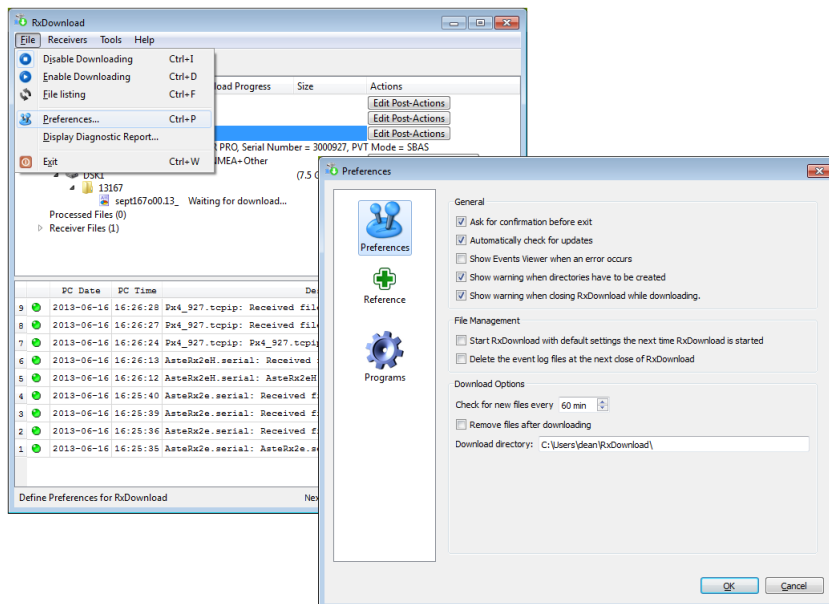 RxDownload
File Receivers Tools Help
Disable Downloading Ctrl+I
Enable Downloading Ctrl+D
File listing Ctrl+F
Preferences... Ctrl+P
Display Diagnostic Report...
Exit Ctrl+W
Progress Size Actions
Edit Post-Actions
Edit Post-Actions
Edit Post-Actions
PRO, Serial Number = 3000927, PVT Mode = SBAS
NMEA+Other
DSK1
13167
sept167o00.13_ Waiting for download...
Processed Files (0)
Receiver Files (1)
PC Date PC Time
9 2013-06-16 16:26:28 Px4_927.tcpip: Received
8 2013-06-16 16:26:27 Px4_927.tcpip: Received
7 2013-06-16 16:26:24 Px4_927.tcpip:
6 2013-06-16 16:26:13 AsteRx2eH.serial: Received
5 2013-06-16 16:26:12 AsteRx2eH.serial: AsteRx2eH
4 2013-06-16 16:25:40 AsteRx2e.serial: Received
3 2013-06-16 16:25:39 AsteRx2e.serial: Received
2 2013-06-16 16:25:36 AsteRx2e.serial: Received
1 2013-06-16 16:25:35 AsteRx2e.serial:
Define Preferences for RxDownload
Preferences
Preferences
Reference
Programs
General
Ask for confirmation before exit
Automatically check for updates
Show Events Viewer when an error occurs
Show warning when directories have to be created
Show warning when closing RxDownload while downloading.
File Management
Start RxDownload with default settings the next time RxDownload is started
Delete the event log files at the next close of RxDownload
Download Options
Check for new files every 60 min
Remove files after downloading
Download directory: C:\Users\dean\RxDownload\
OK Cancel